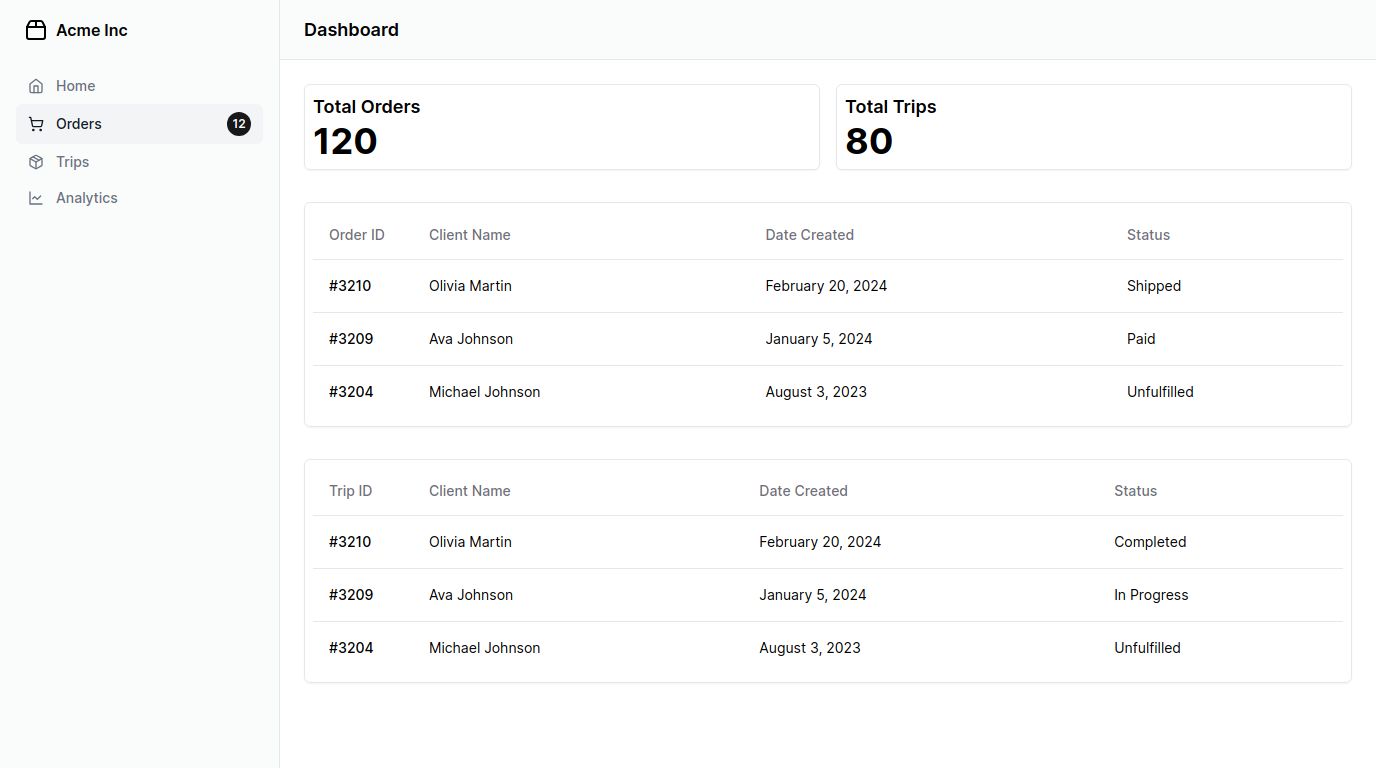 Acme Inc
Home
Orders 12
Trips
Analytics
Dashboard
Total Orders
120
Total Trips
80
Order ID Client Name Date Created Status
#3210 Olivia Martin February 20, 2024 Shipped
#3209 Ava Johnson January 5, 2024 Paid
#3204 Michael Johnson August 3, 2023 Unfulfilled
Trip ID Client Name Date Created Status
#3210 Olivia Martin February 20, 2024 Completed
#3209 Ava Johnson January 5, 2024 In Progress
#3204 Michael Johnson August 3, 2023 Unfulfilled